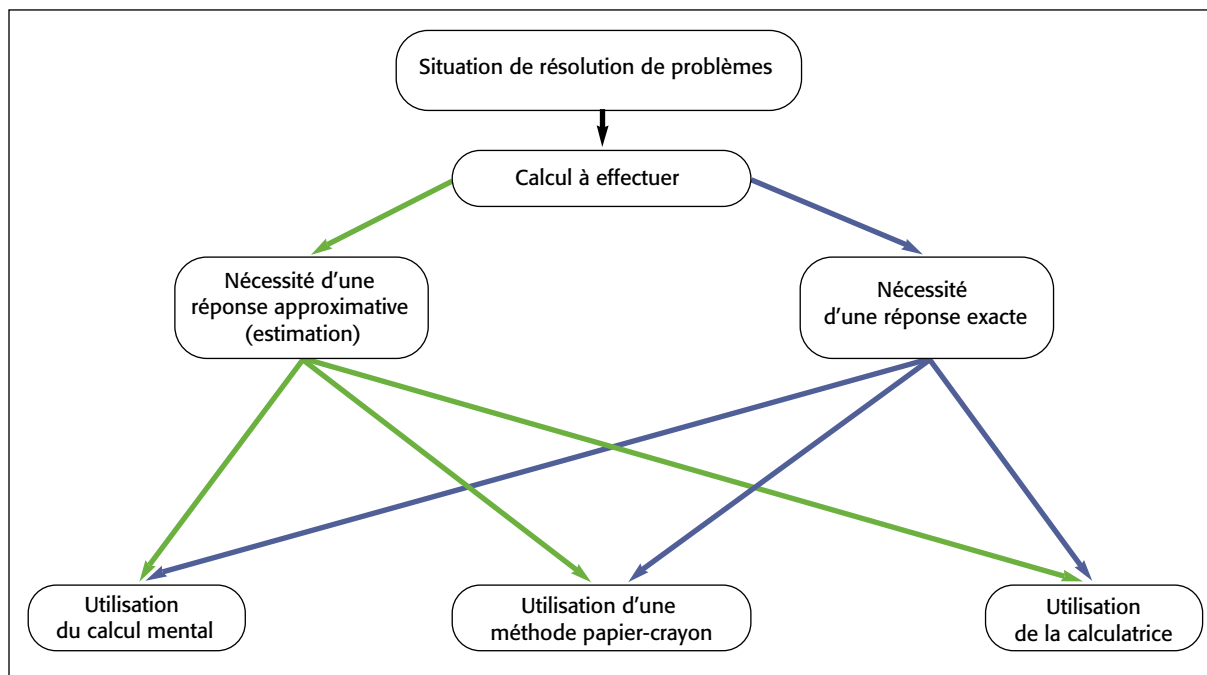 Situation de résolution de problèmes
Calcul à effectuer
Nécessité d'une
réponse approximative
(estimation)
Nécessité
d'une réponse exacte
Utilisation
du calcul mental
Utilisation d'une
méthode papier-crayon
Utilisation
de la calculatrice